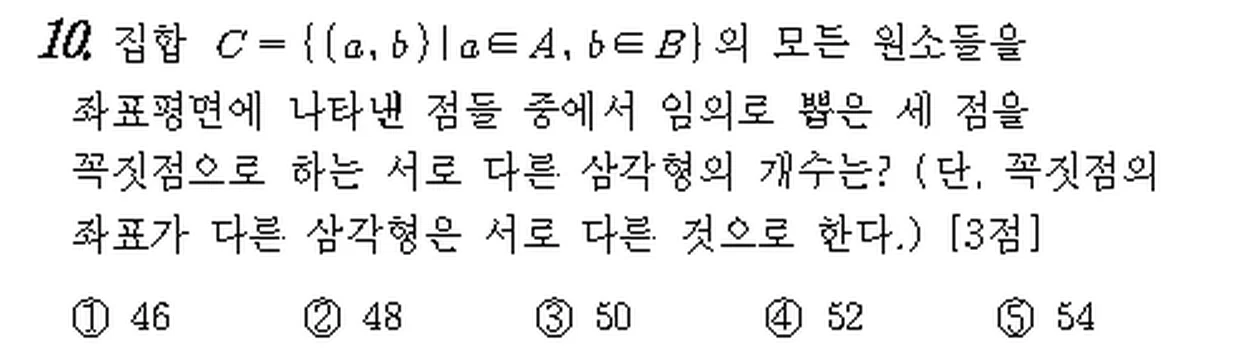 10. 집합 C = {(a, b) | a∈A, b∈B}의 모든 원소들을
좌표평면에 나타낸 점들 중에서 임의로 뽑은 세 점을
꼭짓점으로 하는 서로 다른 삼각형의 개수는? (단, 꼭짓점의
좌표가 다른 삼각형은 서로 다른 것으로 한다.) [3점]
① 46 ② 48 ③ 50 ④ 52 ⑤ 54